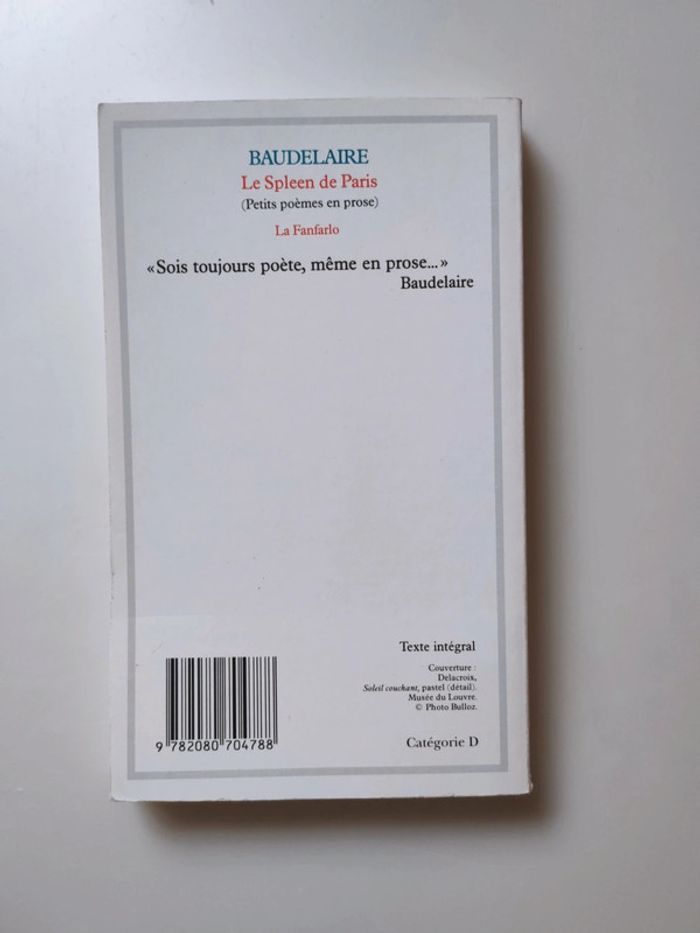 BAUDELAIRE
Le Spleen de Paris
(Petits poèmes en prose)
La Fanfarlo
« Sois toujours poète, même en prose... »
Baudelaire
Texte intégral
Couverture :
Delacroix,
Soleil couchant, pastel (détail).
Musée du Louvre.
© Photo Bulloz.
9 782080 704788
Catégorie D